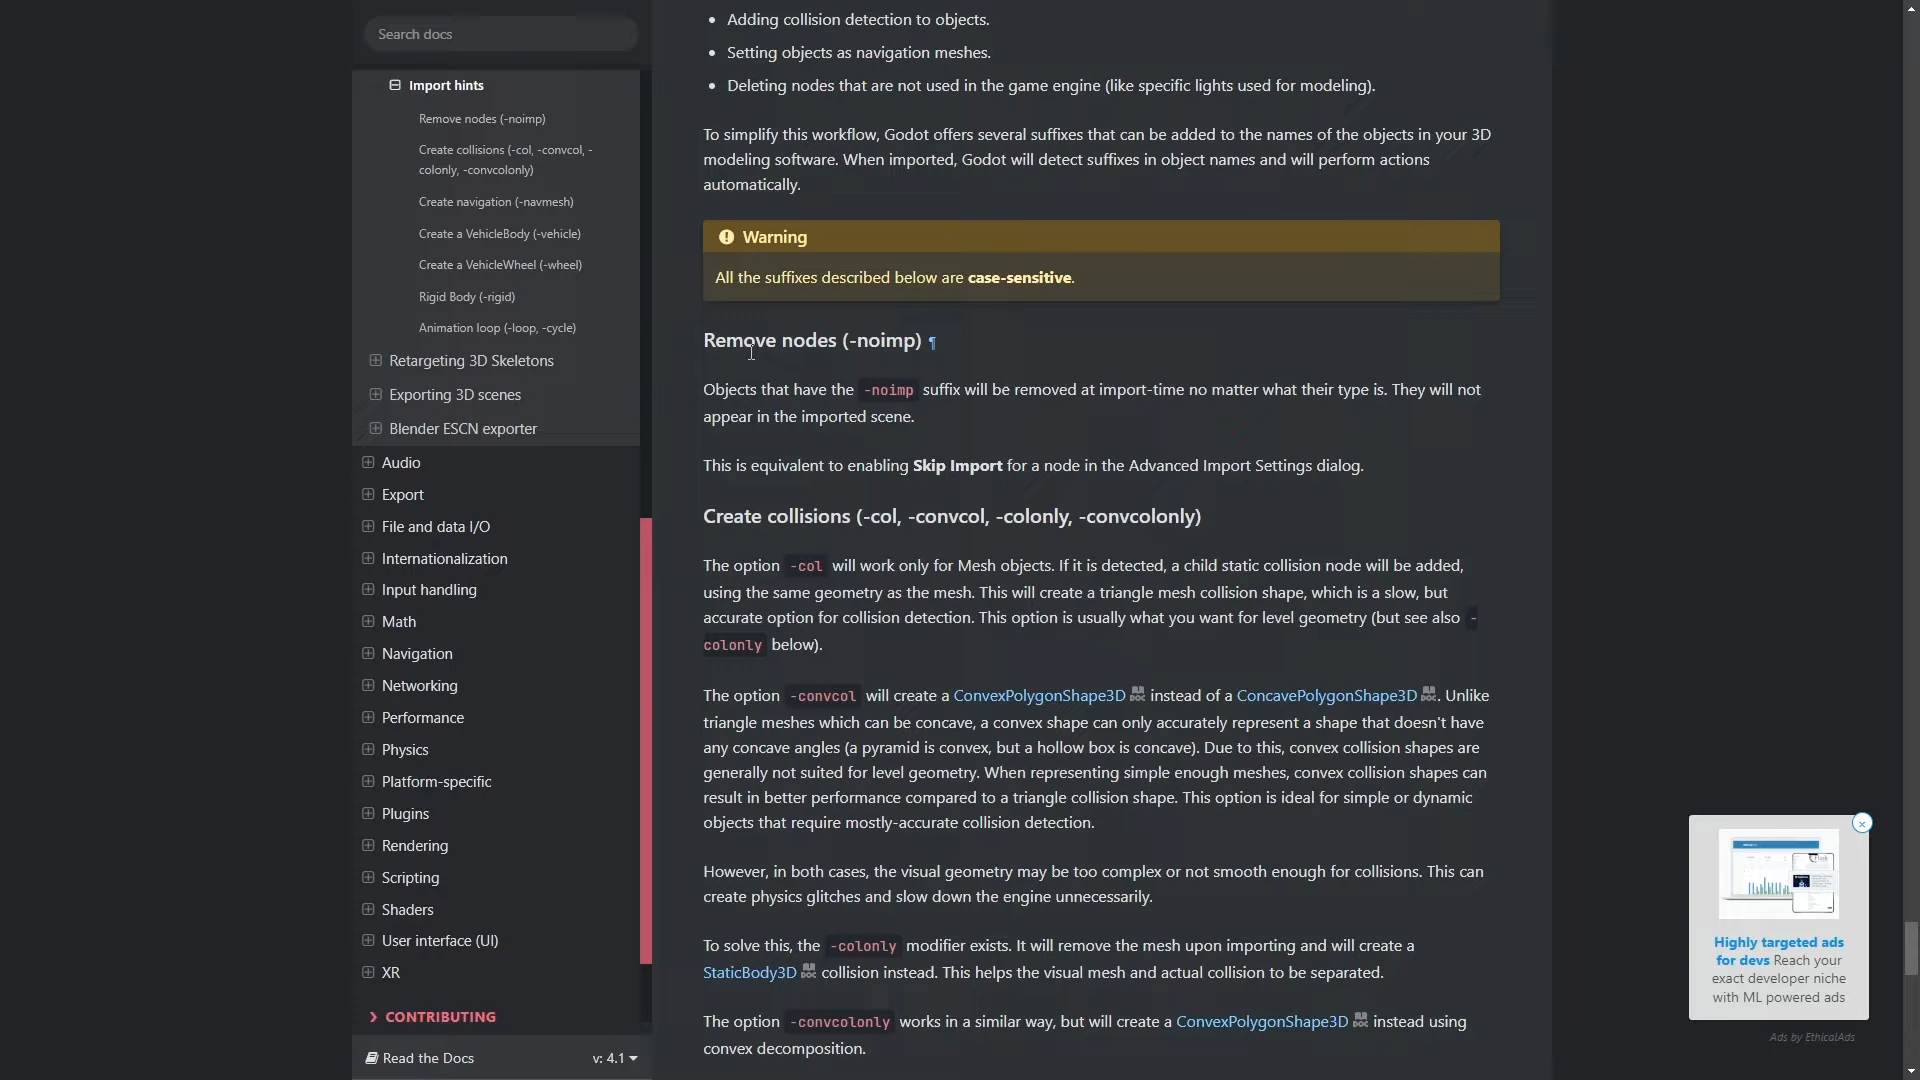 Search docs
Import hints
Remove nodes (-noimp)
Create collisions (-col, -convcol, -
colonly, -convcolonly)
Create navigation (-navmesh)
Create a VehicleBody (-vehicle)
Create a VehicleWheel (-wheel)
Rigid Body (-rigid)
Animation loop (-loop, -cycle)
Retargeting 3D Skeletons
Exporting 3D scenes
Blender ESCN exporter
Audio
Export
File and data I/O
Internationalization
Input handling
Math
Navigation
Networking
Performance
Physics
Platform-specific
Plugins
Rendering
Scripting
Shaders
User interface (UI)
XR
CONTRIBUTING
Read the Docs
v: 4.1
Adding collision detection to objects.
Setting objects as navigation meshes.
Deleting nodes that are not used in the game engine (like specific lights used for modeling).
To simplify this workflow, Godot offers several suffixes that can be added to the names of the objects in your 3D
modeling software. When imported, Godot will detect suffixes in object names and will perform actions
automatically.
Warning
All the suffixes described below are case-sensitive.
Remove nodes (-noimp) ¶
Objects that have the -noimp suffix will be removed at import-time no matter what their type is. They will not
appear in the imported scene.
This is equivalent to enabling Skip Import for a node in the Advanced Import Settings dialog.
Create collisions (-col, -convcol, -colonly, -convcolonly)
The option -col will work only for Mesh objects. If it is detected, a child static collision node will be added,
using the same geometry as the mesh. This will create a triangle mesh collision shape, which is a slow, but
accurate option for collision detection. This option is usually what you want for level geometry (but see also -
colonly below).
The option -convcol will create a ConvexPolygonShape3D DOC instead of a ConcavePolygonShape3D DOC. Unlike
triangle meshes which can be concave, a convex shape can only accurately represent a shape that doesn't have
any concave angles (a pyramid is convex, but a hollow box is concave). Due to this, convex collision shapes are
generally not suited for level geometry. When representing simple enough meshes, convex collision shapes can
result in better performance compared to a triangle collision shape. This option is ideal for simple or dynamic
objects that require mostly-accurate collision detection.
However, in both cases, the visual geometry may be too complex or not smooth enough for collisions. This can
create physics glitches and slow down the engine unnecessarily.
To solve this, the -colonly modifier exists. It will remove the mesh upon importing and will create a
StaticBody3D DOC collision instead. This helps the visual mesh and actual collision to be separated.
The option -convcolonly works in a similar way, but will create a ConvexPolygonShape3D DOC instead using
convex decomposition.
Highly targeted ads
for devs Reach your
exact developer niche
with ML powered ads
Ads by EthicalAds